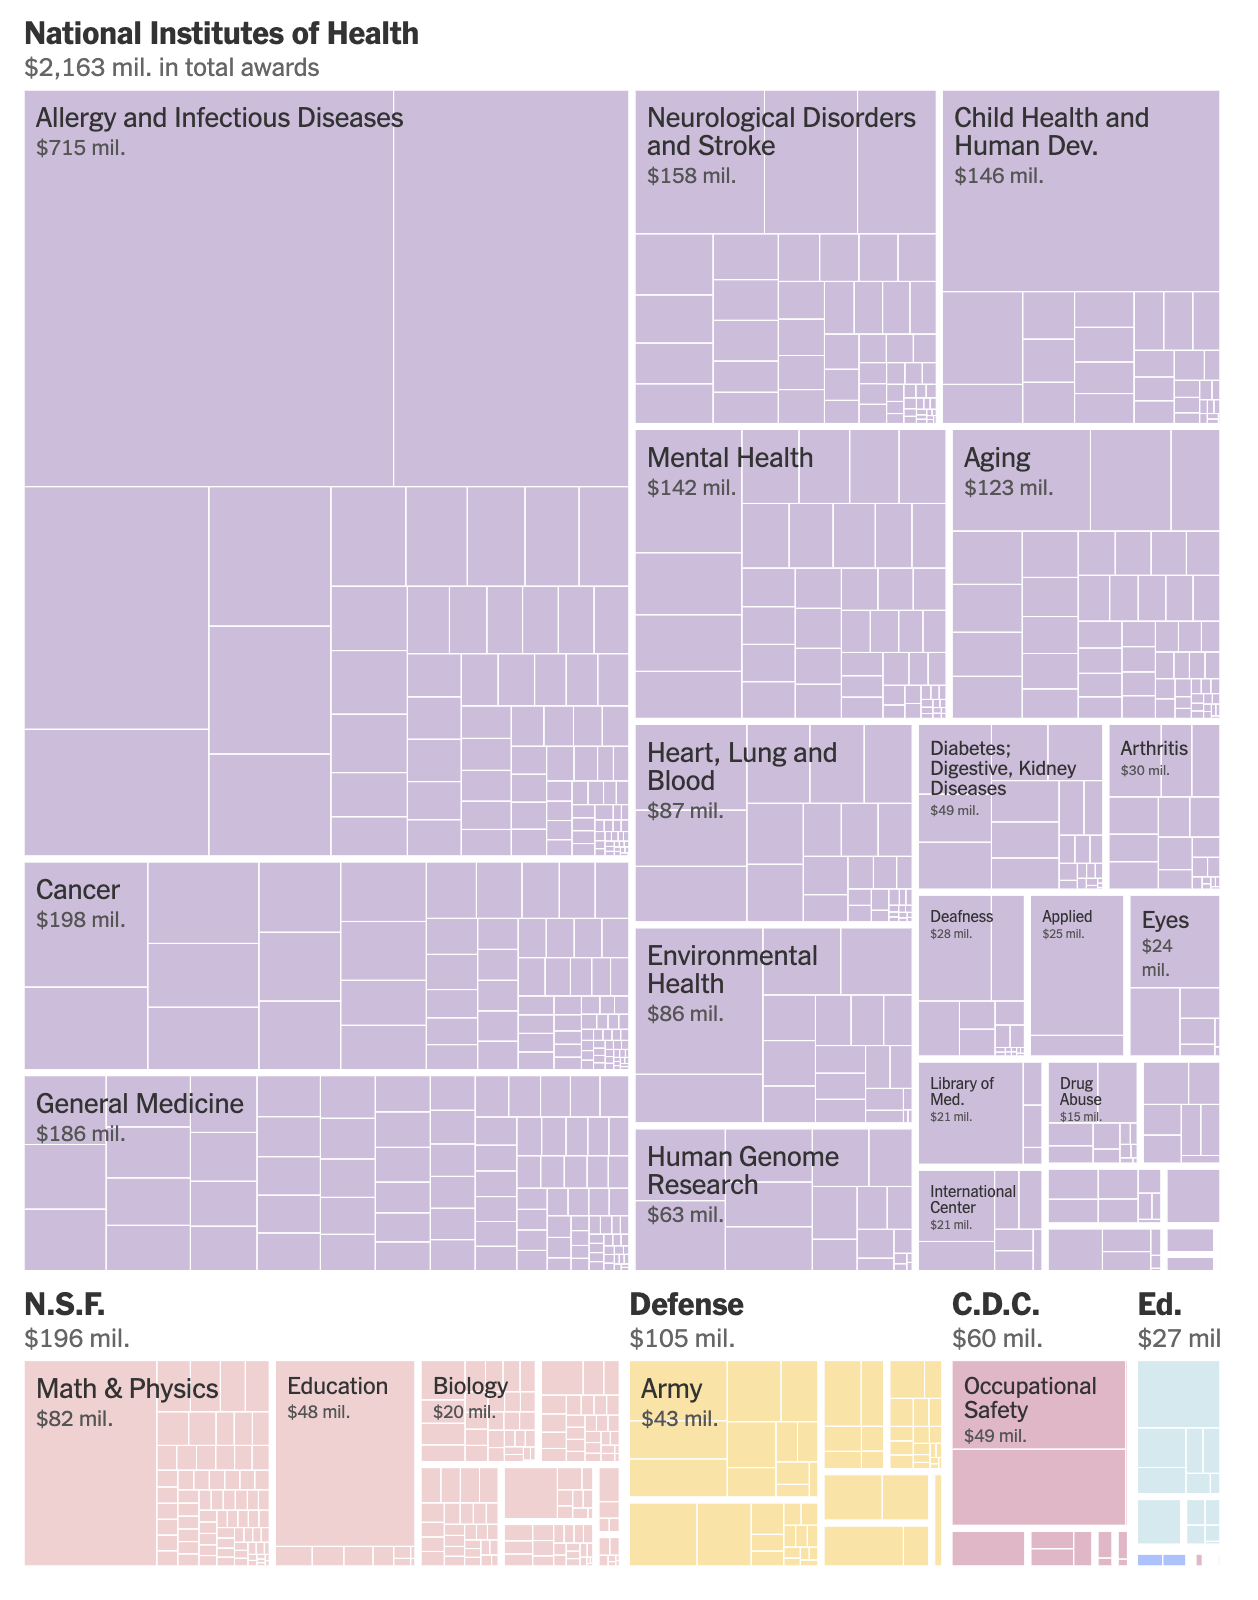 National Institutes of Health
$2,163 mil. in total awards
Allergy and Infectious Diseases
$715 mil.
Neurological Disorders
and Stroke
$158 mil.
Child Health and
Human Dev.
$146 mil.
Mental Health
$142 mil.
Aging
$123 mil.
Heart, Lung and
Blood
$87 mil.
Diabetes;
Digestive, Kidney
Diseases
$49 mil.
Arthritis
$30 mil.
Cancer
$198 mil.
Deafness
$28 mil.
Applied
$25 mil.
Eyes
$24
mil.
Environmental
Health
$86 mil.
General Medicine
$186 mil.
Library of
Med.
$21 mil.
Drug
Abuse
$15 mil.
Human Genome
Research
$63 mil.
International
Center
$21 mil.
N.S.F.
$196 mil.
Defense
$105 mil.
C.D.C.
$60 mil.
Ed.
$27 mil
Math & Physics
$82 mil.
Education
$48 mil.
Biology
$20 mil.
Army
$43 mil.
Occupational
Safety
$49 mil.